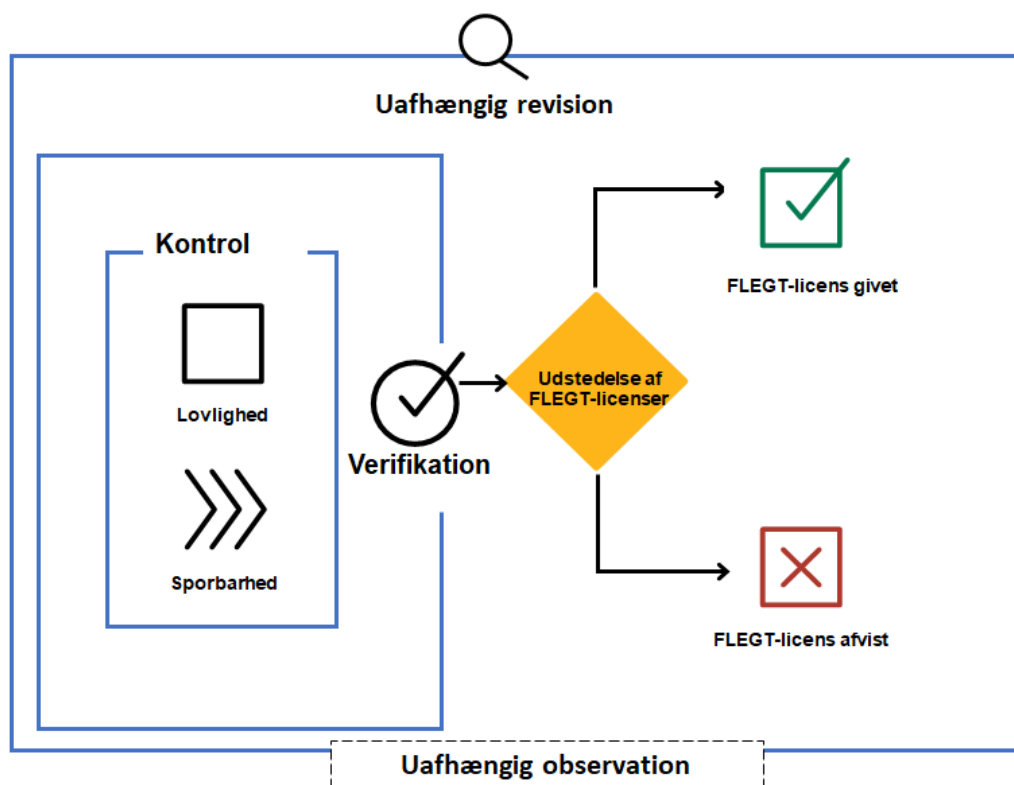 Uafhængig revision
Kontrol
Lovlighed
Sporbarhed
Verifikation
Udstedelse af
FLEGT-licenser
FLEGT-licens givet
FLEGT-licens afvist
Uafhængig observation